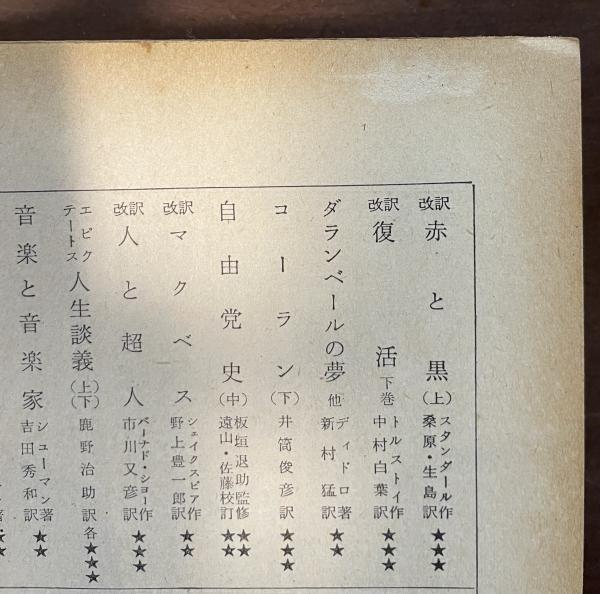 改訳 赤と黒(上) スタンダール作 桑原・生島訳 ★★★
改訳 復活 下巻 トルストイ作 中村白葉訳 ★★★
ダランベールの夢 他 ディドロ著 新村猛訳 ★★
コーラン(下) 井筒俊彦訳 ★★★
自由党史(中) 板垣退助監修 遠山・佐藤校訂 ★★★★
改訳 マクベス シェイクスピア作 野上豊一郎訳 ★★
改訳 人と超人 バーナド・ショー作 市川又彦訳 ★★★
エピクテートス 人生談義(上)(下) 鹿野治助訳 各★★★
音楽と音楽家 シューマン著 吉田秀和訳 ★★